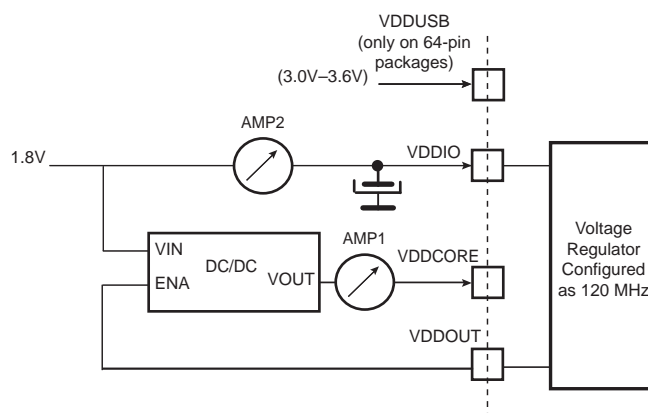 VDDUSB
(only on 64-pin
packages)
(3.0V–3.6V)
AMP2
1.8V
VDDIO
AMP1
VIN
DC/DC
VDDCORE
ENA
VOUT
VDDOUT
Voltage
Regulator
Configured
as 120 MHz